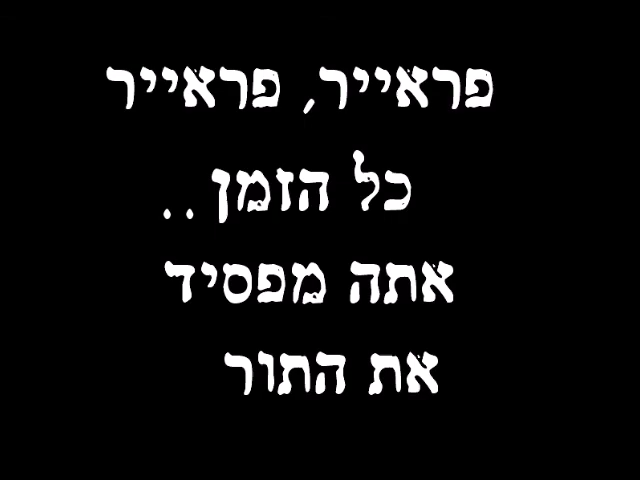 פראייר, פראייר
כל הזמן..
אתה מפסיד
את התור